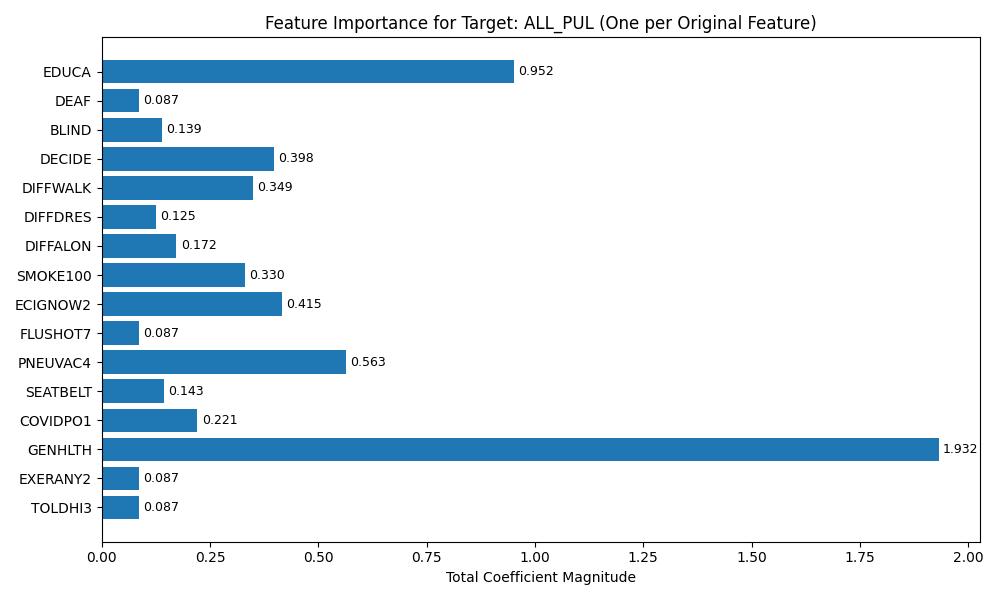 Feature Importance for Target: ALL_PUL (One per Original Feature)
EDUCA 0.952
DEAF 0.087
BLIND 0.139
DECIDE 0.398
DIFFWALK 0.349
DIFFDRES 0.125
DIFFALON 0.172
SMOKE100 0.330
ECIGNOW2 0.415
FLUSHOT7 0.087
PNEUVAC4 0.563
SEATBELT 0.143
COVIDPO1 0.221
GENHLTH 1.932
EXERANY2 0.087
TOLDHI3 0.087
0.00 0.25 0.50 0.75 1.00 1.25 1.50 1.75 2.00
Total Coefficient Magnitude